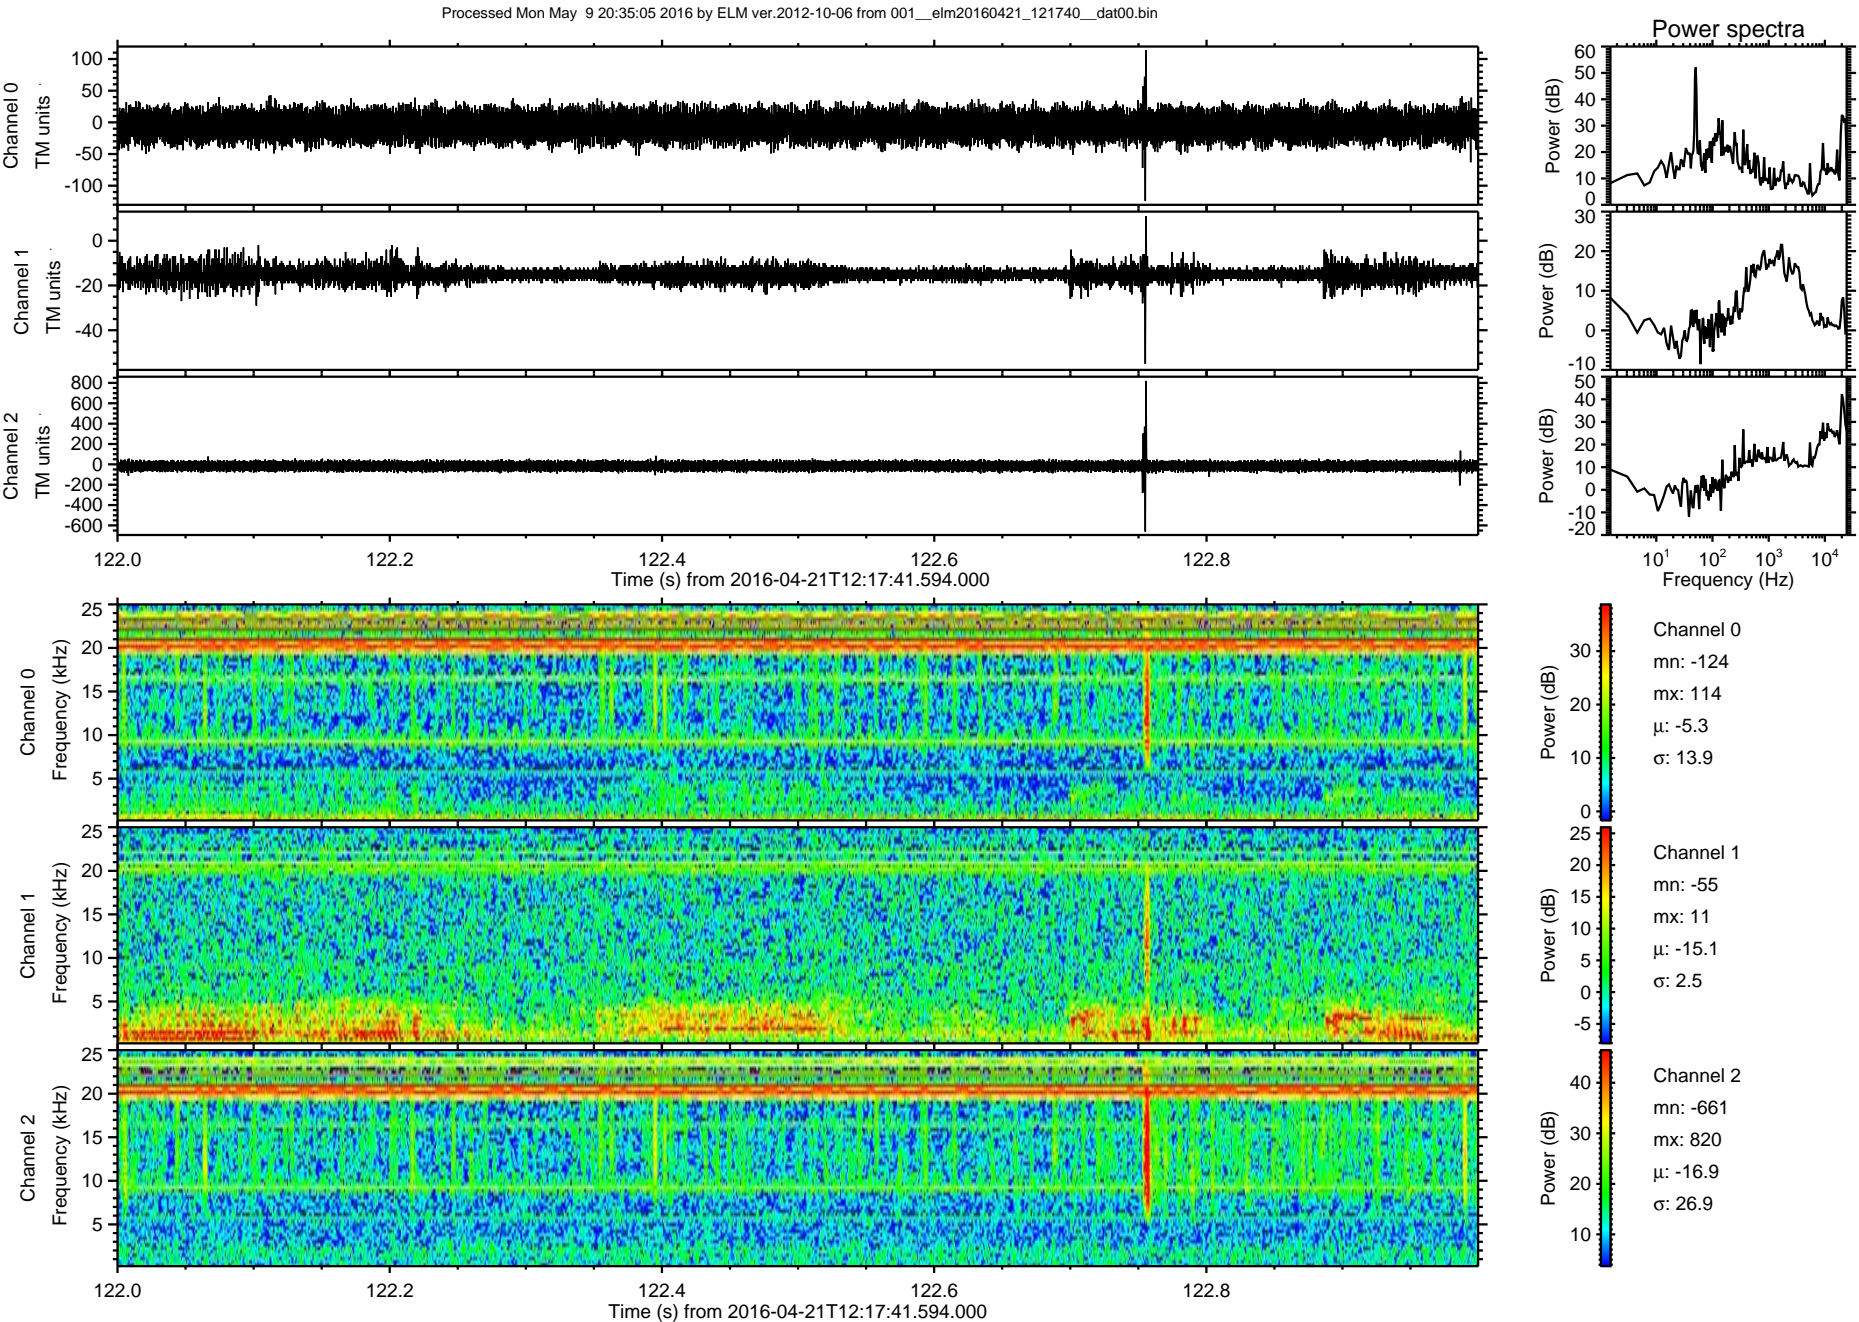 Processed Mon May  9 20:35:05 2016 by ELM ver.2012-10-06 from 001__elm20160421_121740__dat00.bin
Power spectra
Channel 0
TM units
100
50
0
-50
-100
Power (dB)
60
50
40
30
20
10
0
Channel 1
TM units
0
-20
-40
Power (dB)
30
20
10
0
-10
Channel 2
TM units
800
600
400
200
0
-200
-400
-600
Power (dB)
50
40
30
20
10
0
-10
-20
122.0 122.2 122.4 122.6 122.8
Time (s) from 2016-04-21T12:17:41.594.000
10¹ 10² 10³ 10⁴
Frequency (Hz)
Channel 0
Frequency (kHz)
25
20
15
10
5
Power (dB)
30
20
10
0
Channel 0
mn: -124
mx: 114
μ: -5.3
σ: 13.9
Channel 1
Frequency (kHz)
25
20
15
10
5
Power (dB)
25
20
15
10
5
0
-5
Channel 1
mn: -55
mx: 11
μ: -15.1
σ: 2.5
Channel 2
Frequency (kHz)
25
20
15
10
5
Power (dB)
40
30
20
10
Channel 2
mn: -661
mx: 820
μ: -16.9
σ: 26.9
122.0 122.2 122.4 122.6 122.8
Time (s) from 2016-04-21T12:17:41.594.000